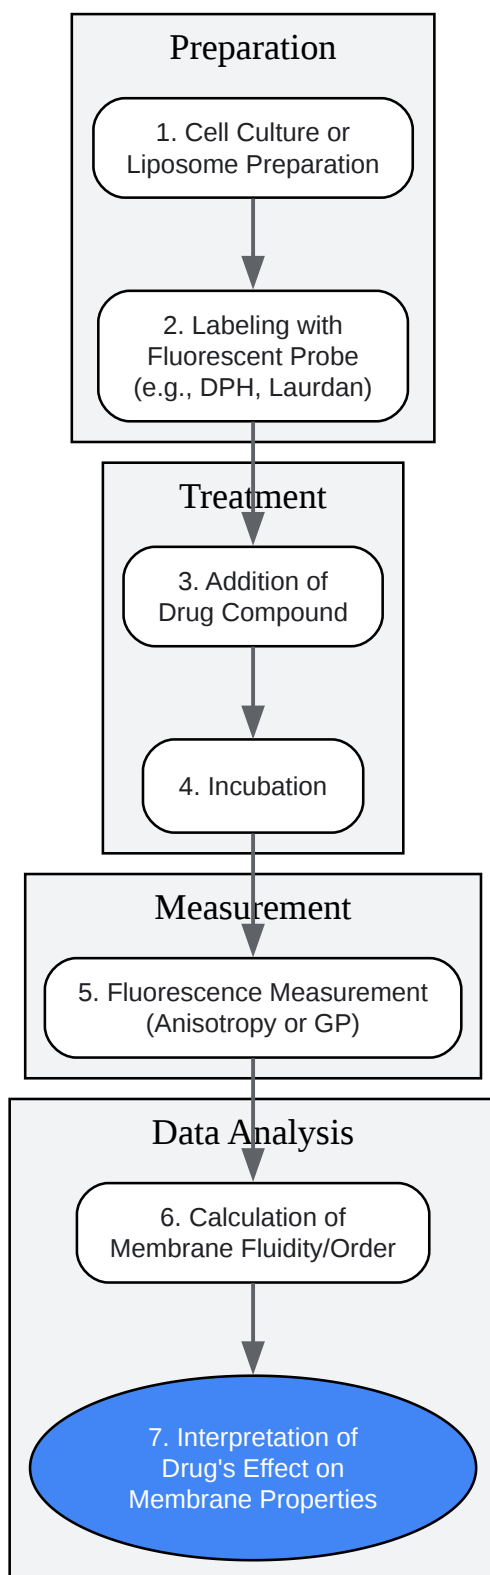 Preparation
1. Cell Culture or
Liposome Preparation
2. Labeling with
Fluorescent Probe
(e.g., DPH, Laurdan)
Treatment
3. Addition of
Drug Compound
4. Incubation
Measurement
5. Fluorescence Measurement
(Anisotropy or GP)
Data Analysis
6. Calculation of
Membrane Fluidity/Order
7. Interpretation of
Drug's Effect on
Membrane Properties